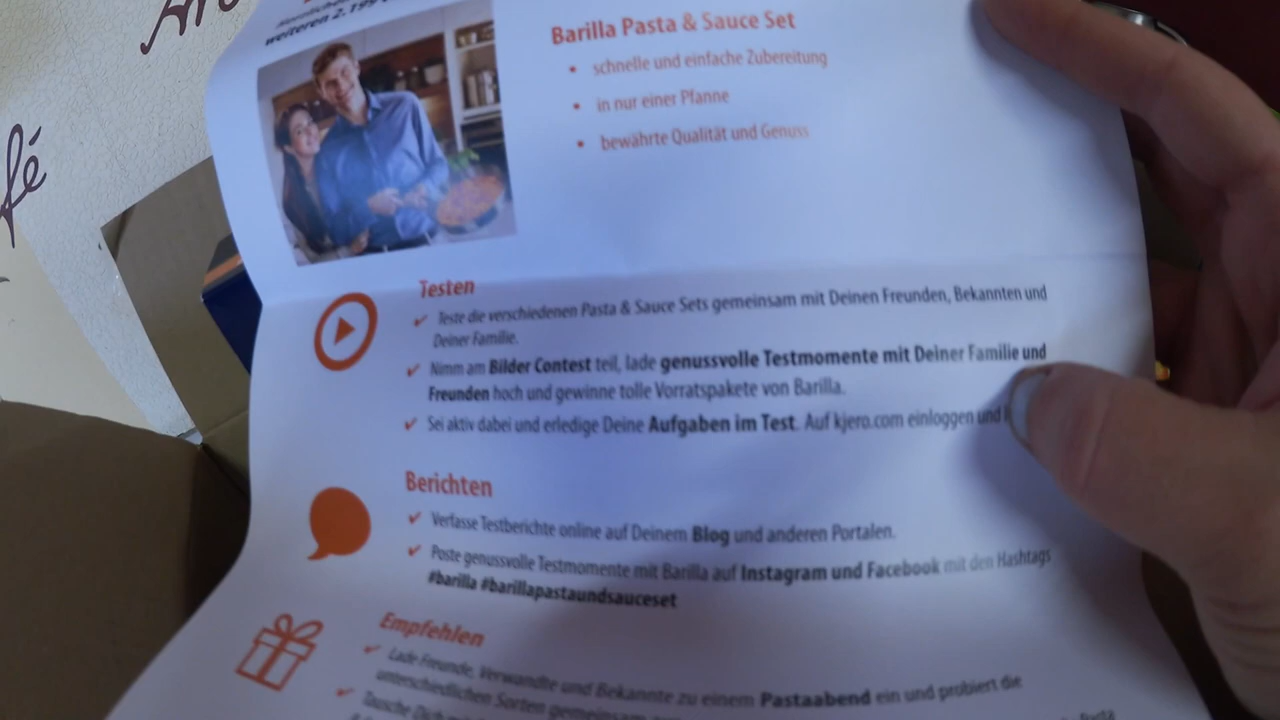 weiteren 2.199
Barilla Pasta & Sauce Set
• schnelle und einfache Zubereitung
• in nur einer Pfanne
• bewährte Qualität und Genuss
fé
Testen
✓ Teste die verschiedenen Pasta & Sauce Sets gemeinsam mit Deinen Freunden, Bekannten und
Deiner Familie.
✓ Nimm am Bilder Contest teil, lade genussvolle Testmomente mit Deiner Familie und
Freunden hoch und gewinne tolle Vorratspakete von Barilla.
✓ Sei aktiv dabei und erledige Deine Aufgaben im Test. Auf kjero.com einloggen und
Berichten
✓ Verfasse Testberichte online auf Deinem Blog und anderen Portalen.
✓ Poste genussvolle Testmomente mit Barilla auf Instagram und Facebook mit den Hashtags
#barilla #barillapastaundsauceset
Empfehlen
✓ Lade Freunde, Verwandte und Bekannte zu einem Pastaabend ein und probiert die
unterschiedlichen Sorten gemeinsam
✓ Tausche Dich